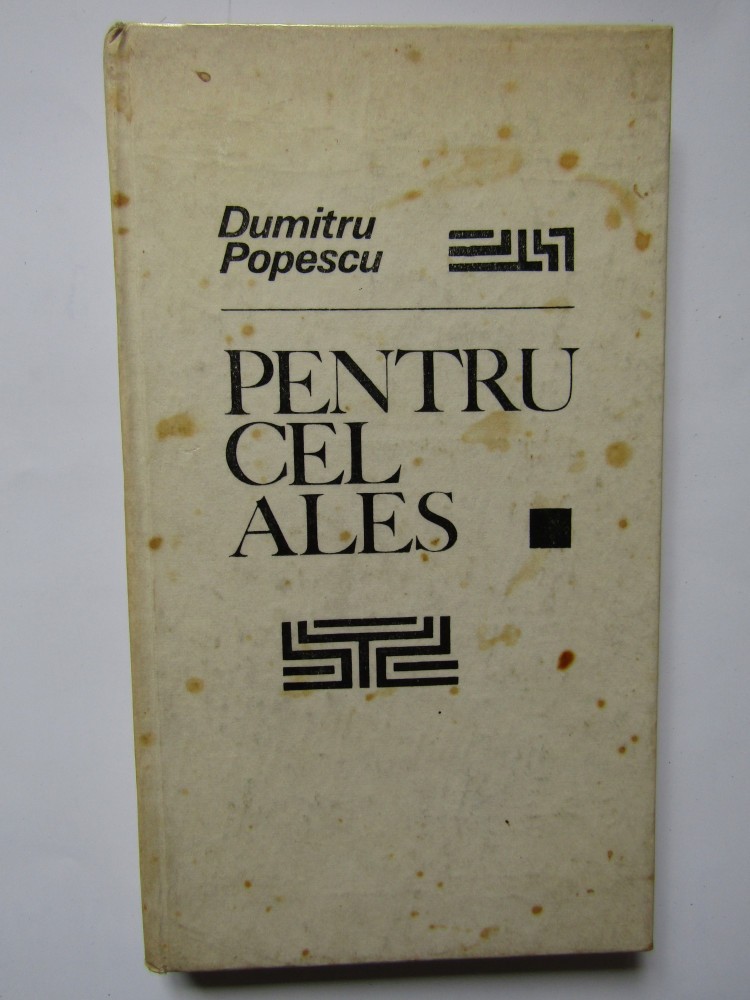 Dumitru
Popescu
PENTRU
CEL
ALES